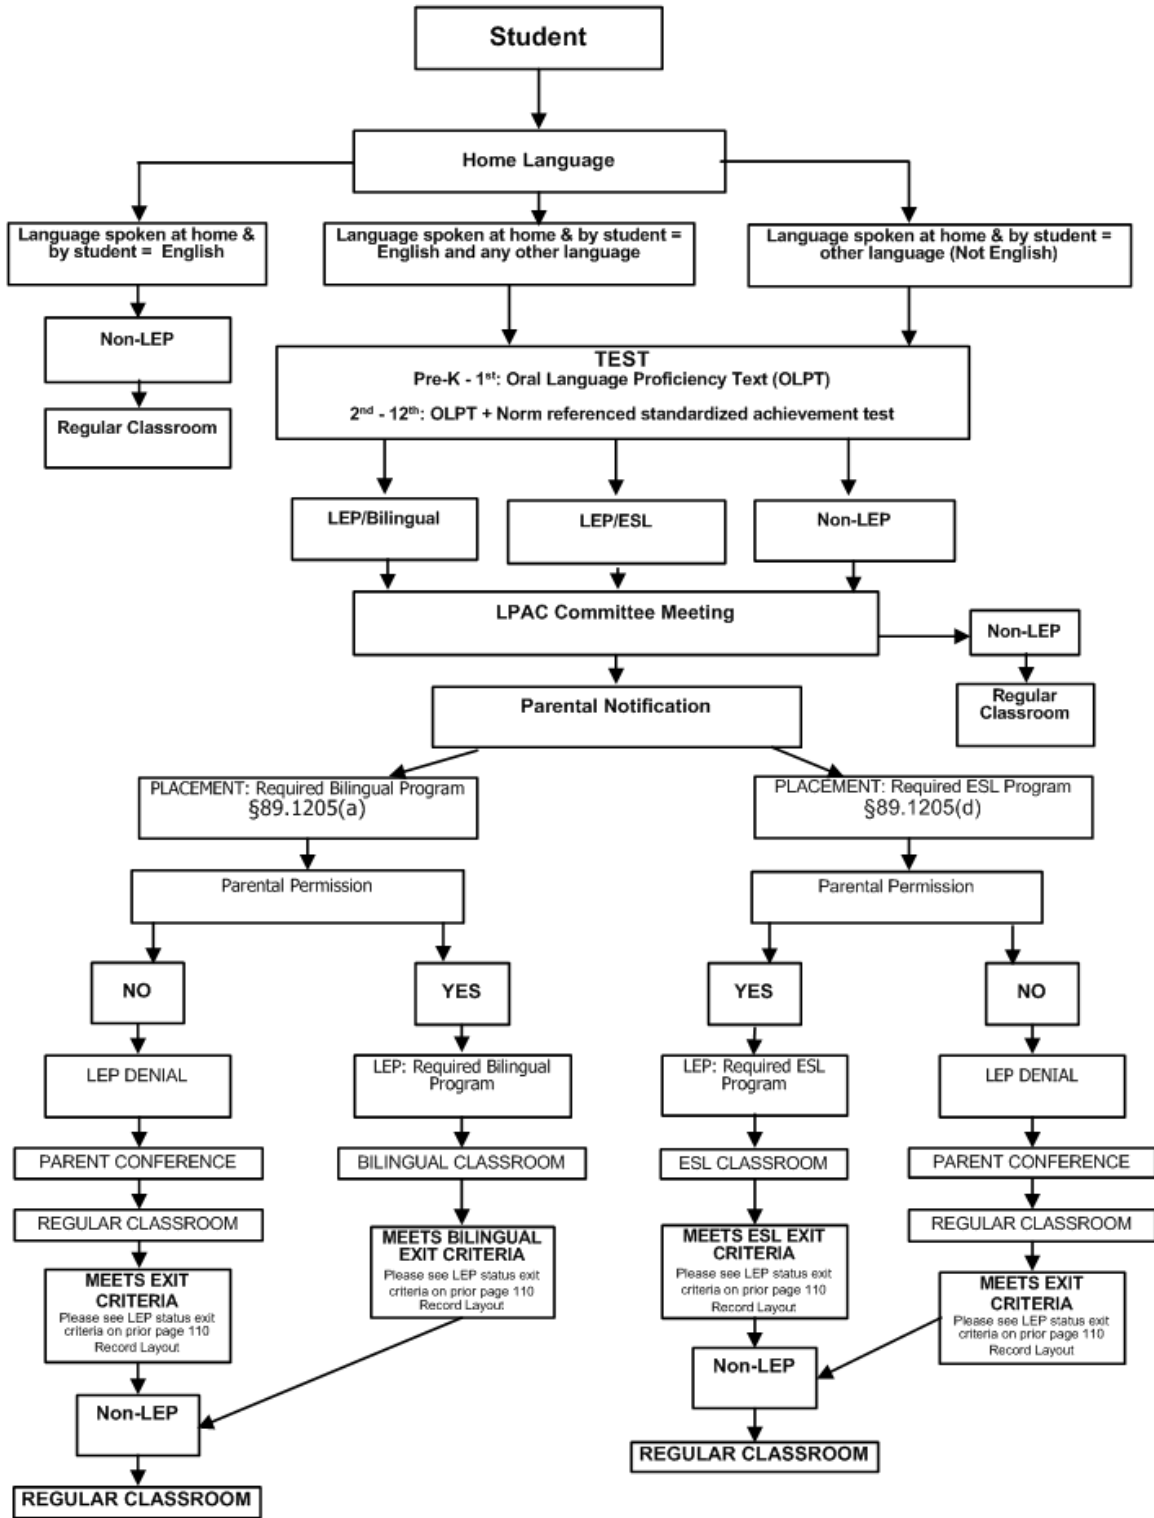 Student
Home Language
Language spoken at home &
by student = English
Language spoken at home & by student =
English and any other language
Language spoken at home & by student =
other language (Not English)
Non-LEP
Regular Classroom
TEST
Pre-K - 1st: Oral Language Proficiency Text (OLPT)
2nd - 12th: OLPT + Norm referenced standardized achievement test
LEP/Bilingual
LEP/ESL
Non-LEP
LPAC Committee Meeting
Non-LEP
Regular
Classroom
Parental Notification
PLACEMENT: Required Bilingual Program
§89.1205(a)
PLACEMENT: Required ESL Program
§89.1205(d)
Parental Permission
Parental Permission
NO
YES
YES
NO
LEP DENIAL
LEP: Required Bilingual
Program
LEP: Required ESL
Program
LEP DENIAL
PARENT CONFERENCE
BILINGUAL CLASSROOM
ESL CLASSROOM
PARENT CONFERENCE
REGULAR CLASSROOM
REGULAR CLASSROOM
MEETS EXIT
CRITERIA
Please see LEP status exit
criteria on prior page 110
Record Layout
MEETS BILINGUAL
EXIT CRITERIA
Please see LEP status exit
criteria on prior page 110
Record Layout
MEETS ESL EXIT
CRITERIA
Please see LEP status exit
criteria on prior page 110
Record Layout
MEETS EXIT
CRITERIA
Please see LEP status exit
criteria on prior page 110
Record Layout
Non-LEP
Non-LEP
REGULAR CLASSROOM
REGULAR CLASSROOM